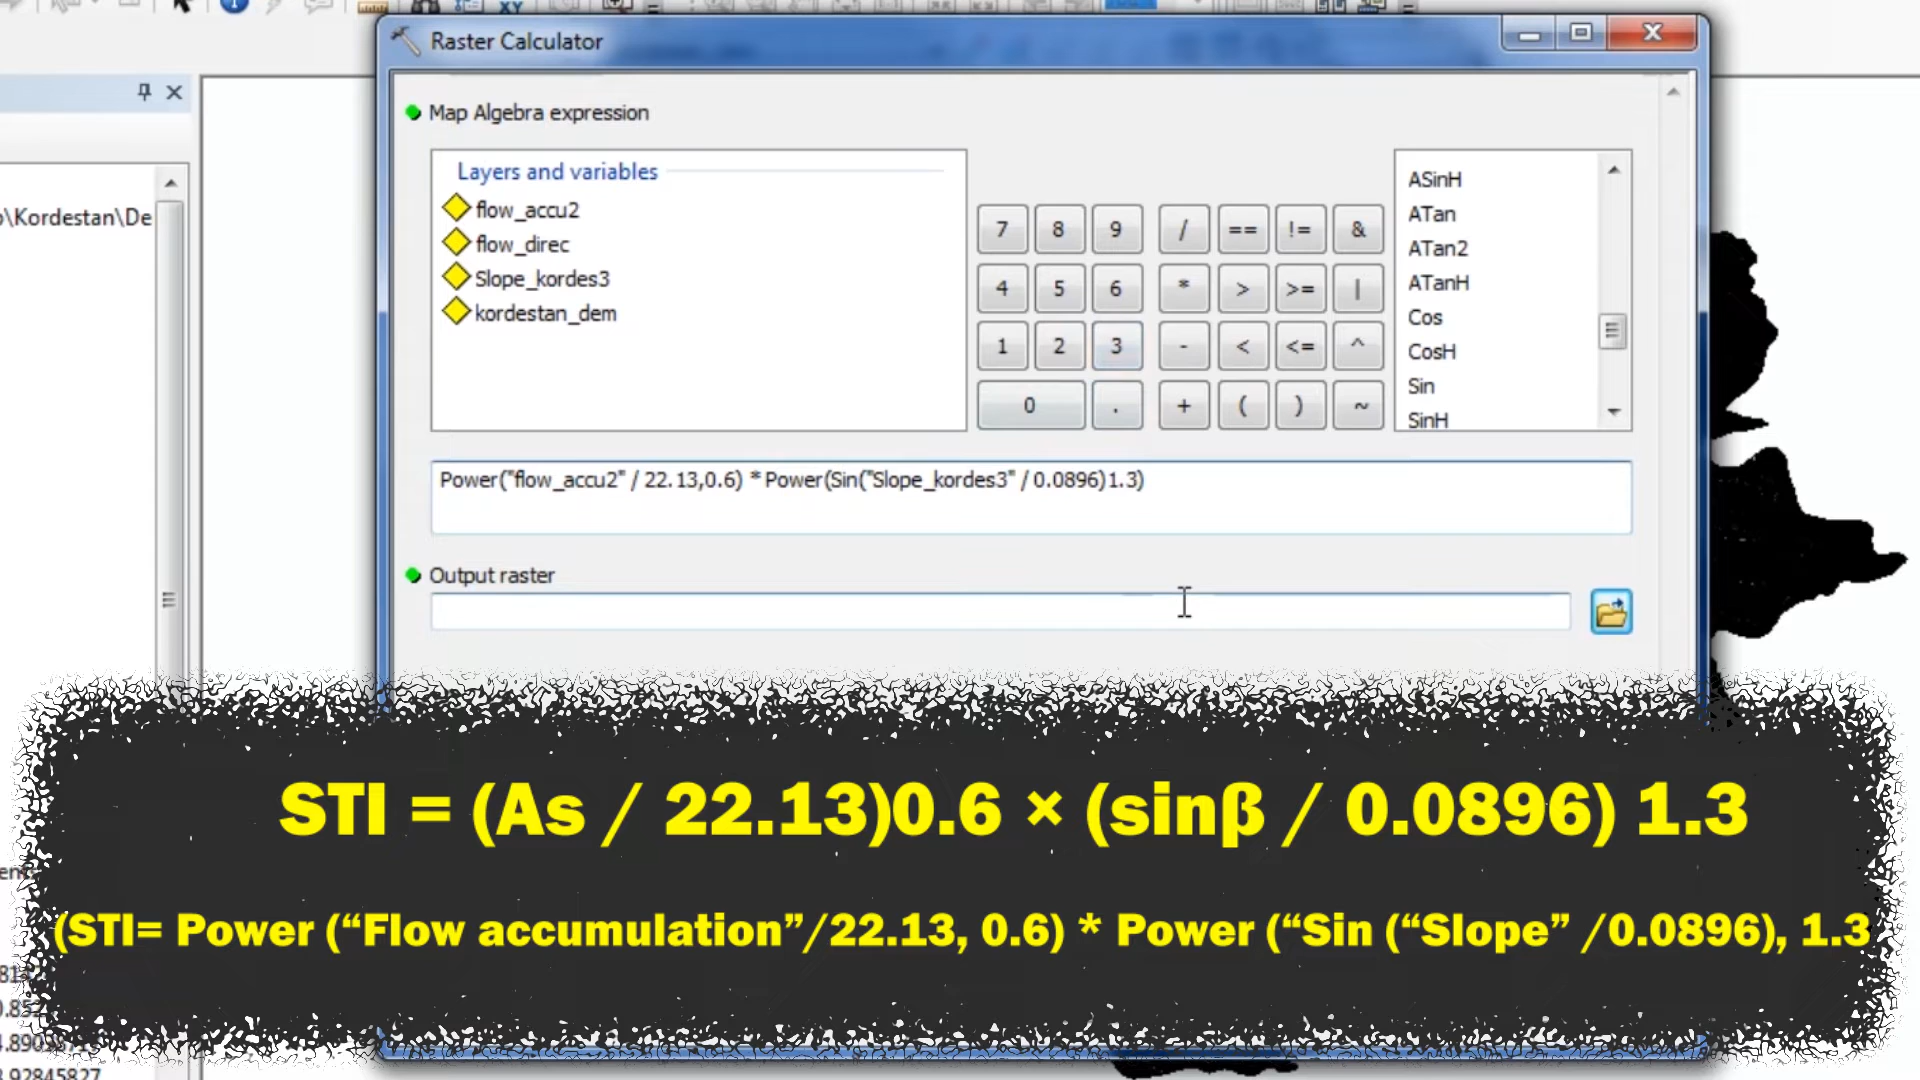 XY
Raster Calculator
\Kordestan\De
Map Algebra expression
Layers and variables
flow_accu2
flow_direc
Slope_kordes3
kordestan_dem
7 8 9 / == != &
4 5 6 * > >= |
1 2 3 - < <= ^
0 . + ( ) ~
ASinH
ATan
ATan2
ATanH
Cos
CosH
Sin
SinH
Power("flow_accu2" / 22.13,0.6) * Power(Sin("Slope_kordes3" / 0.0896)1.3)
Output raster
STI = (As / 22.13)0.6 × (sinβ / 0.0896) 1.3
(STI= Power (“Flow accumulation”/22.13, 0.6) * Power (“Sin (“Slope” /0.0896), 1.3